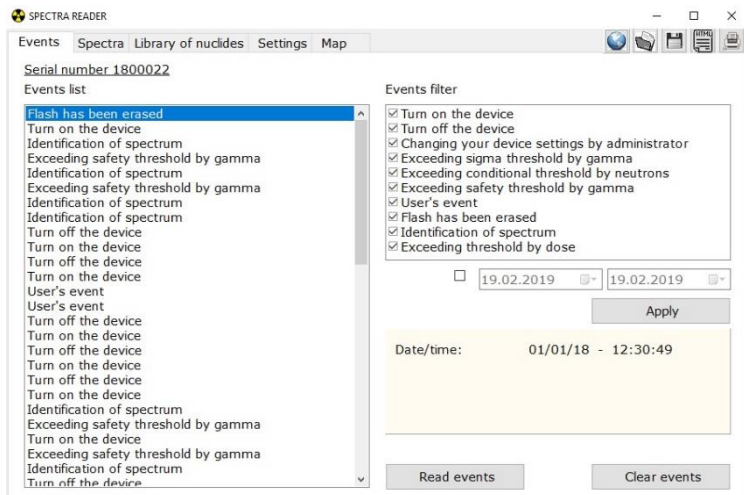 SPECTRA READER
Events Spectra Library of nuclides Settings Map
HTML
Serial number 1800022
Events list
Flash has been erased
Turn on the device
Identification of spectrum
Exceeding safety threshold by gamma
Identification of spectrum
Exceeding safety threshold by gamma
Identification of spectrum
Identification of spectrum
Turn off the device
Turn on the device
Turn off the device
Turn on the device
User's event
User's event
Turn off the device
Turn on the device
Turn off the device
Turn on the device
Turn off the device
Turn on the device
Identification of spectrum
Exceeding safety threshold by gamma
Turn on the device
Exceeding safety threshold by gamma
Identification of spectrum
Turn off the device
Events filter
Turn on the device
Turn off the device
Changing your device settings by administrator
Exceeding sigma threshold by gamma
Exceeding conditional threshold by neutrons
Exceeding safety threshold by gamma
User's event
Flash has been erased
Identification of spectrum
Exceeding threshold by dose
19.02.2019 19.02.2019
Apply
Date/time: 01/01/18 - 12:30:49
Read events Clear events